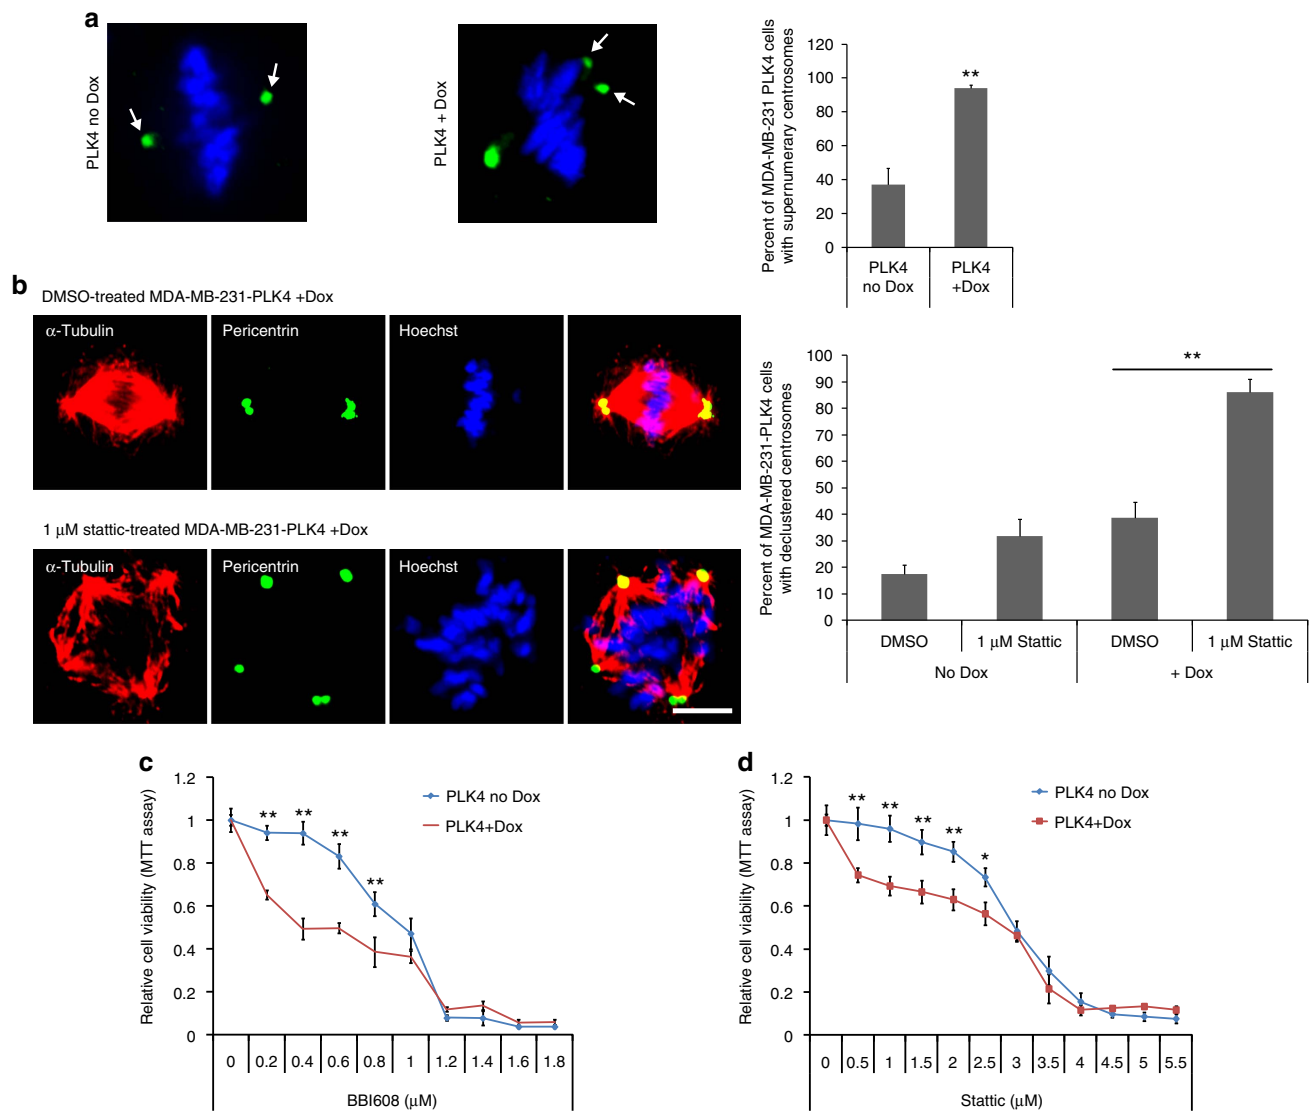 a
PLK4 no Dox
PLK4 + Dox
Percent of MDA-MB-231 PLK4 cells
with supernumerary centrosomes
120
100
80
60
40
20
0
**
PLK4
no Dox
PLK4
+Dox
b
DMSO-treated MDA-MB-231-PLK4 +Dox
α-Tubulin
Pericentrin
Hoechst
1 μM stattic-treated MDA-MB-231-PLK4 +Dox
α-Tubulin
Pericentrin
Hoechst
Percent of MDA-MB-231-PLK4 cells
with declustered centrosomes
100
90
80
70
60
50
40
30
20
10
0
**
DMSO
1 μM Stattic
DMSO
1 μM Stattic
No Dox
+ Dox
c
Relative cell viability (MTT assay)
1.2
1
0.8
0.6
0.4
0.2
0
**
**
**
**
PLK4 no Dox
PLK4+Dox
0 0.2 0.4 0.6 0.8 1 1.2 1.4 1.6 1.8
BBI608 (μM)
d
Relative cell viability (MTT assay)
1.2
1
0.8
0.6
0.4
0.2
0
**
**
**
**
*
PLK4 no Dox
PLK4+Dox
0 0.5 1 1.5 2 2.5 3 3.5 4 4.5 5 5.5
Stattic (μM)